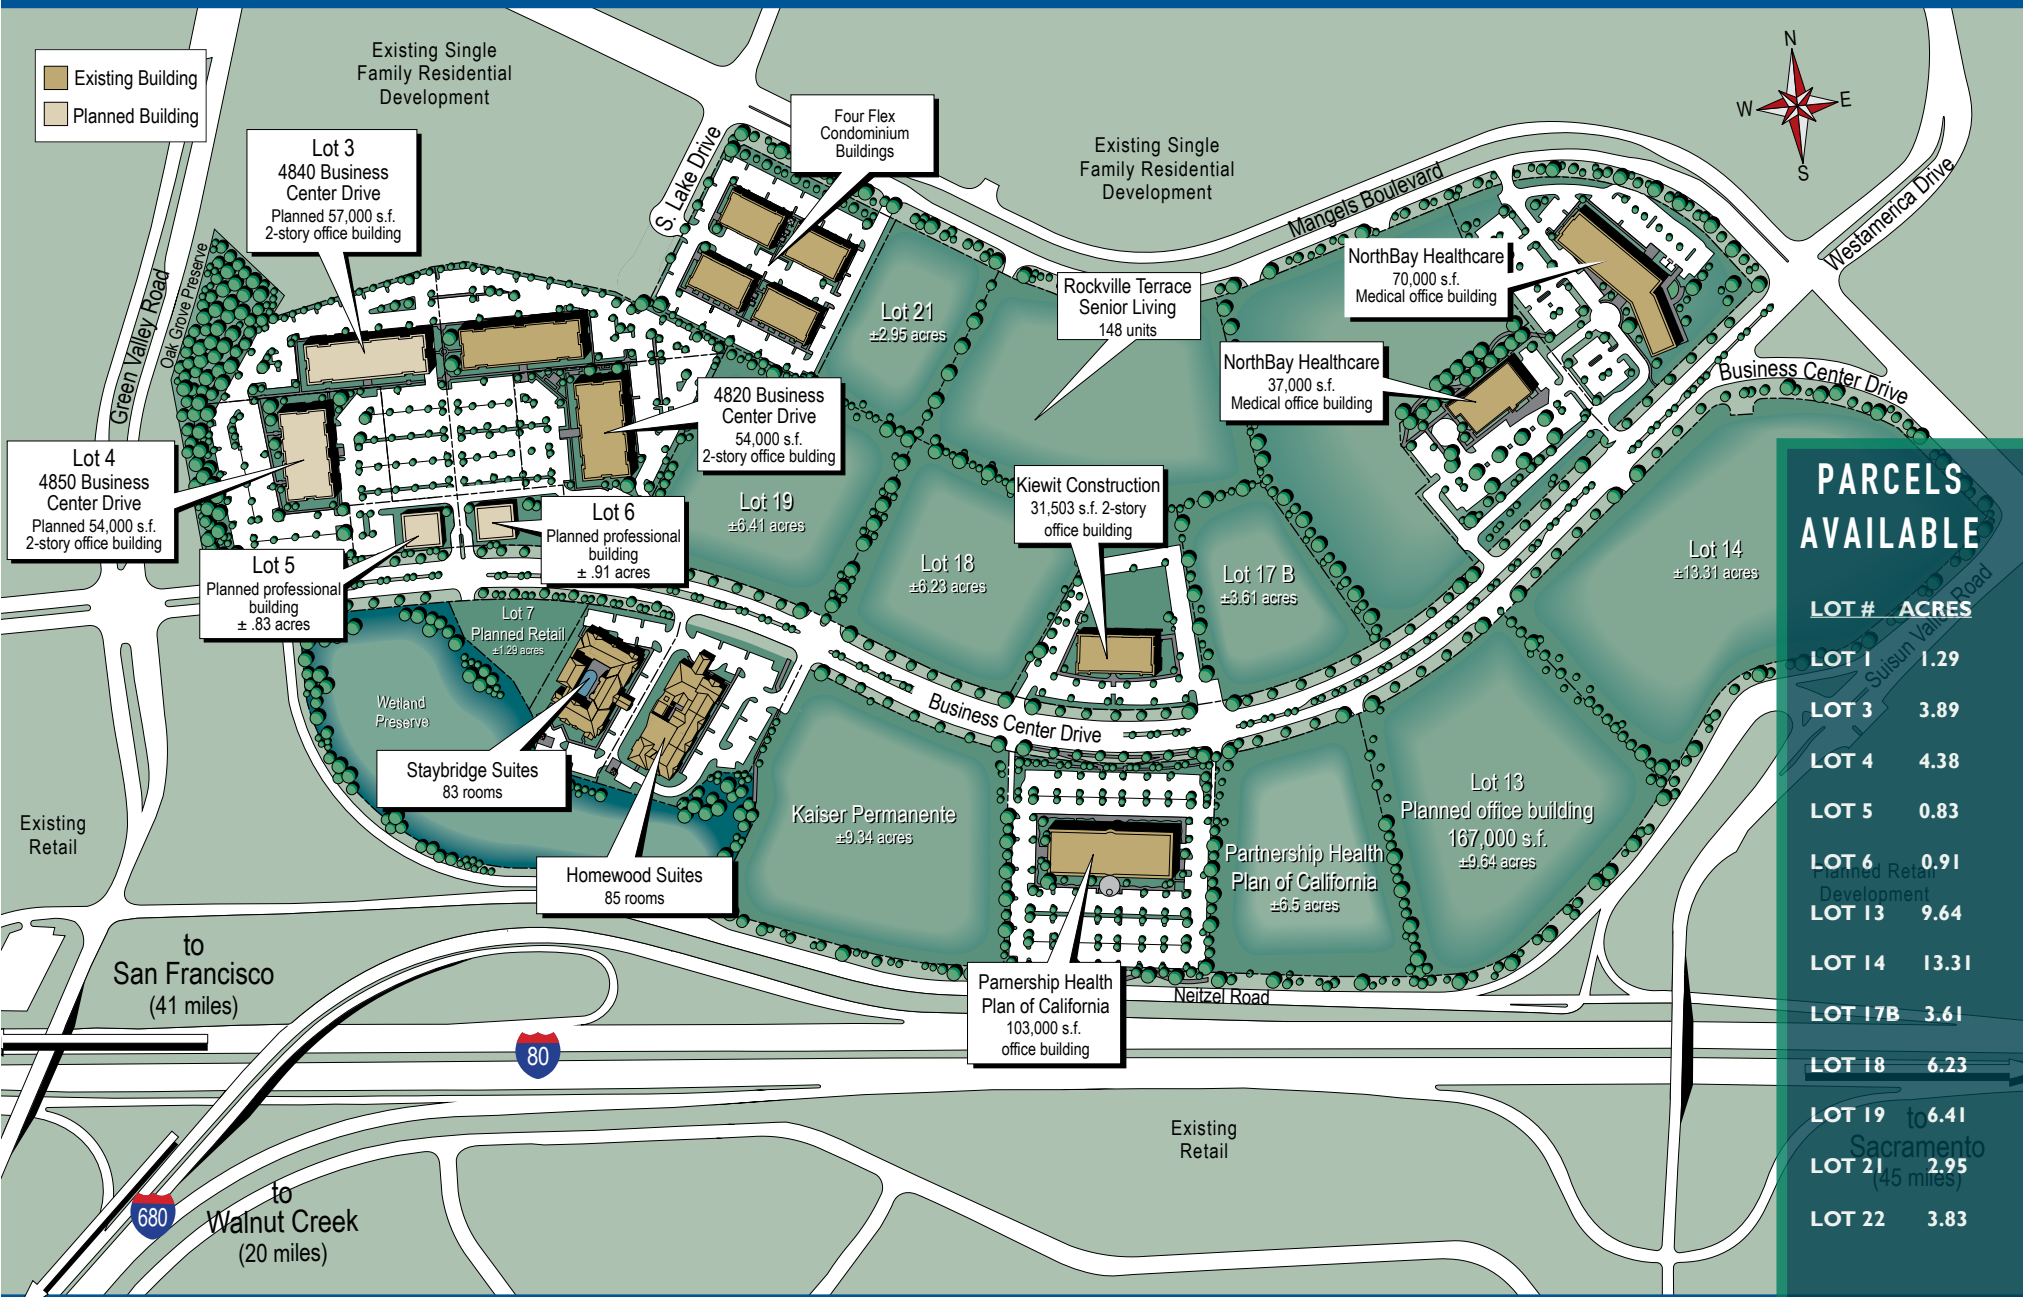 Existing Building
Planned Building
Existing Single
Family Residential
Development
Lot 3
4840 Business
Center Drive
Planned 57,000 s.f.
2-story office building
Four Flex
Condominium
Buildings
S. Lake Drive
Existing Single
Family Residential
Development
Mangels Boulevard
N
W
E
S
Westamerica Drive
Green Valley Road
Oak Grove Preserve
Lot 21
±2.95 acres
Rockville Terrace
Senior Living
148 units
NorthBay Healthcare
70,000 s.f.
Medical office building
NorthBay Healthcare
37,000 s.f.
Medical office building
Business Center Drive
4820 Business
Center Drive
54,000 s.f.
2-story office building
Lot 4
4850 Business
Center Drive
Planned 54,000 s.f.
2-story office building
Lot 19
±6.41 acres
Kiewit Construction
31,503 s.f. 2-story
office building
Lot 6
Planned professional
building
± .91 acres
Lot 5
Planned professional
building
± .83 acres
Lot 18
±6.23 acres
Lot 17 B
±3.61 acres
Lot 14
±13.31 acres
Lot 7
Planned Retail
±1.29 acres
Wetland
Preserve
Business Center Drive
Staybridge Suites
83 rooms
Homewood Suites
85 rooms
Kaiser Permanente
±9.34 acres
Lot 13
Planned office building
167,000 s.f.
±9.64 acres
Partnership Health
Plan of California
±6.5 acres
Parnership Health
Plan of California
103,000 s.f.
office building
Neitzel Road
Existing
Retail
to
San Francisco
(41 miles)
80
680
to
Walnut Creek
(20 miles)
Existing
Retail
Suisun Valley Road
Planned Retail
Development
to
Sacramento
(45 miles)
PARCELS
AVAILABLE
LOT # ACRES
LOT 1 1.29
LOT 3 3.89
LOT 4 4.38
LOT 5 0.83
LOT 6 0.91
LOT 13 9.64
LOT 14 13.31
LOT 17B 3.61
LOT 18 6.23
LOT 19 6.41
LOT 21 2.95
LOT 22 3.83